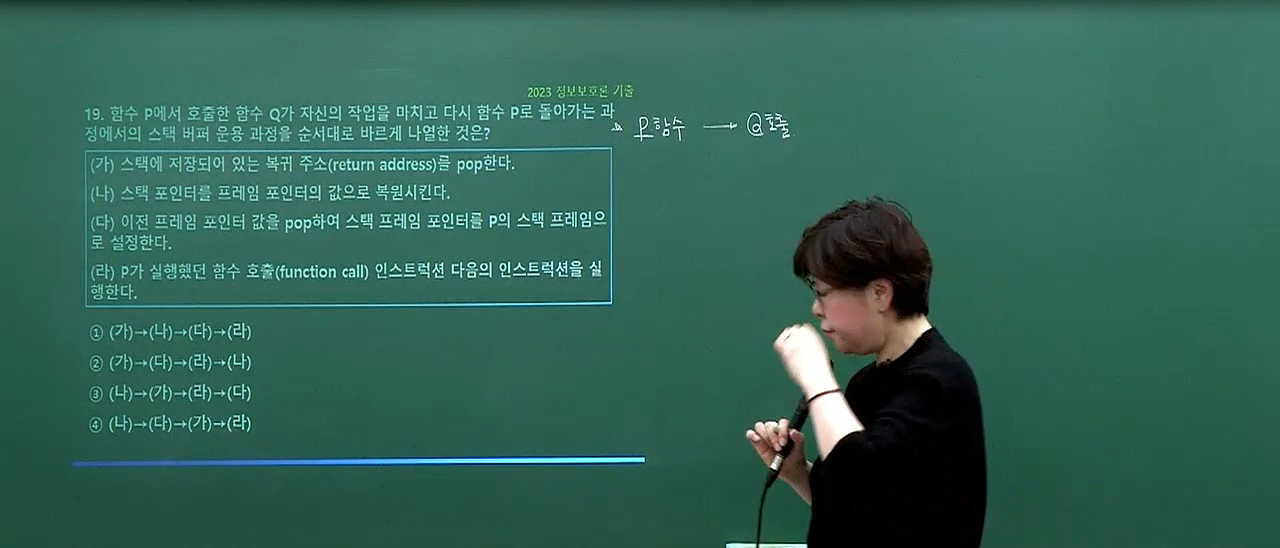 2023 정보보호론 기출
19. 함수 P에서 호출한 함수 Q가 자신의 작업을 마치고 다시 함수 P로 돌아가는 과
정에서의 스택 버퍼 운용 과정을 순서대로 바르게 나열한 것은?
P함수 → Q호출
(가) 스택에 저장되어 있는 복귀 주소(return address)를 pop한다.
(나) 스택 포인터를 프레임 포인터의 값으로 복원시킨다.
(다) 이전 프레임 포인터 값을 pop하여 스택 프레임 포인터를 P의 스택 프레임으
로 설정한다.
(라) P가 실행했던 함수 호출(function call) 인스트럭션 다음의 인스트럭션을 실
행한다.
① (가)→(나)→(다)→(라)
② (가)→(다)→(라)→(나)
③ (나)→(가)→(라)→(다)
④ (나)→(다)→(가)→(라)